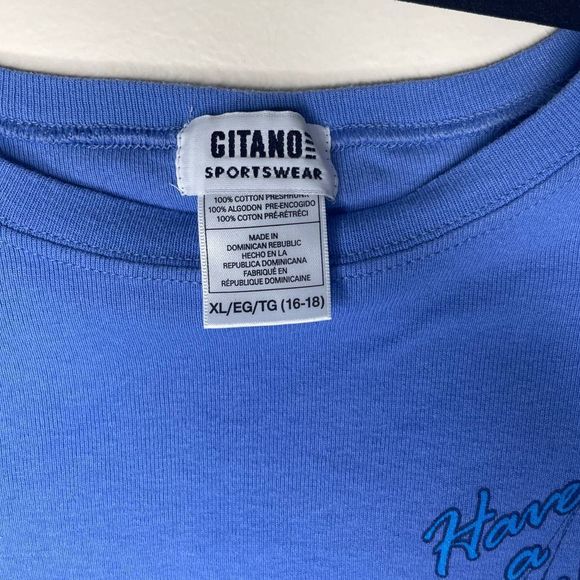 GITANO
SPORTSWEAR
100% COTTON PRESHRUNK
100% ALGODON PRE-ENCOGIDO
100% COTON PRÉ-RÉTRÉCI
MADE IN
DOMINICAN REPUBLIC
HECHO EN LA
REPUBLICA DOMINICANA
FABRIQUÉ EN
RÉPUBLIQUE DOMINICAINE
XL/EG/TG (16-18)
Have
a